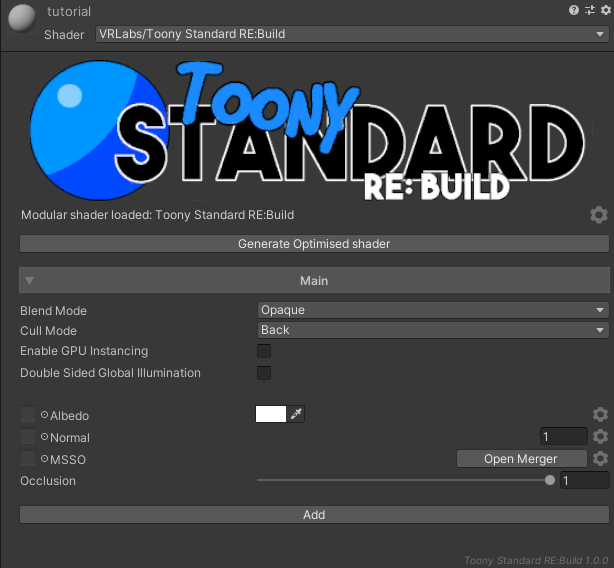 tutorial
Shader VRLabs/Toony Standard RE:Build
TOONY
STANDARD
RE: BUILD
Modular shader loaded: Toony Standard RE:Build
Generate Optimised shader
Main
Blend Mode Opaque
Cull Mode Back
Enable GPU Instancing
Double Sided Global Illumination
Albedo
Normal 1
MSSO Open Merger
Occlusion 1
Add
Toony Standard RE:Build 1.0.0